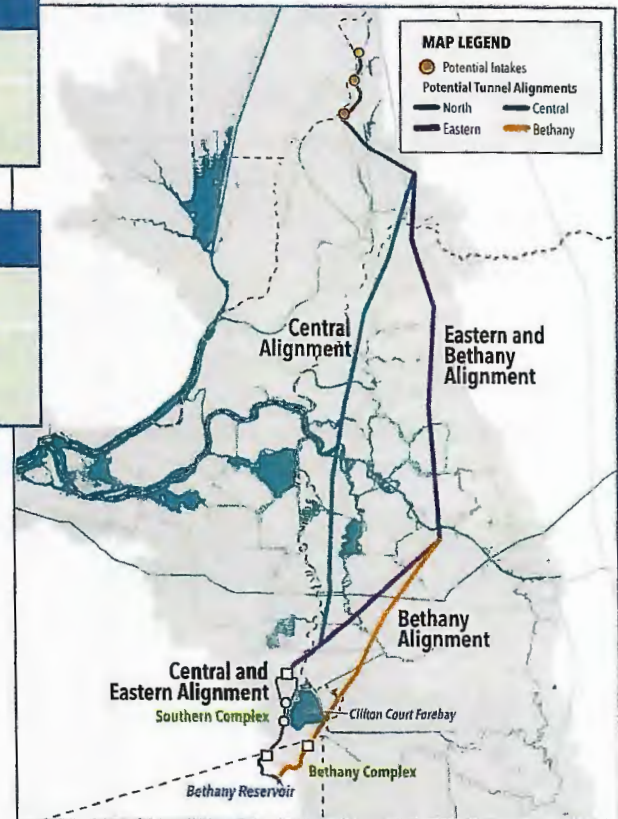 MAP LEGEND
Potential Intakes
Potential Tunnel Alignments
North
Central
Eastern
Bethany
Central
Alignment
Eastern and
Bethany
Alignment
Bethany
Alignment
Central and
Eastern Alignment
Southern Complex
Clifton Court Forebay
Bethany Complex
Bethany Reservoir